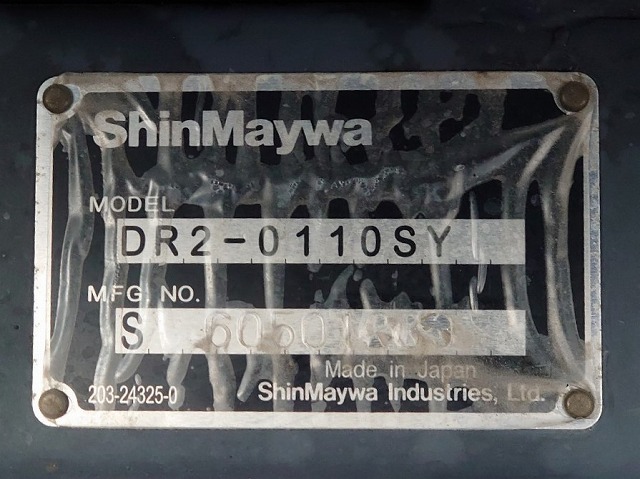 ShinMaywa
MODEL
DR2-0110SY
MFG. NO.
S
Made in Japan
203-24325-0
ShinMaywa Industries, Ltd.